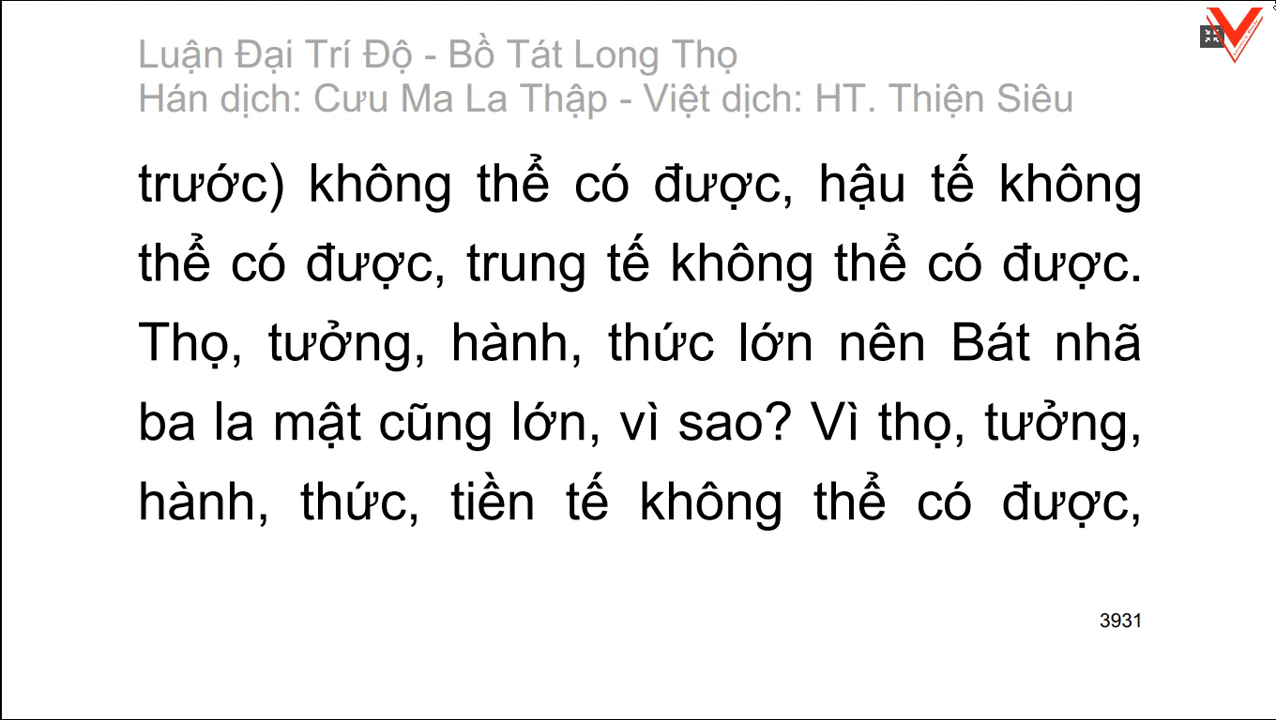 Luận Đại Trí Độ - Bồ Tát Long Thọ
Hán dịch: Cưu Ma La Thập - Việt dịch: HT. Thiện Siêu
trước) không thể có được, hậu tế không
thể có được, trung tế không thể có được.
Thọ, tưởng, hành, thức lớn nên Bát nhã
ba la mật cũng lớn, vì sao? Vì thọ, tưởng,
hành, thức, tiền tế không thể có được,
3931